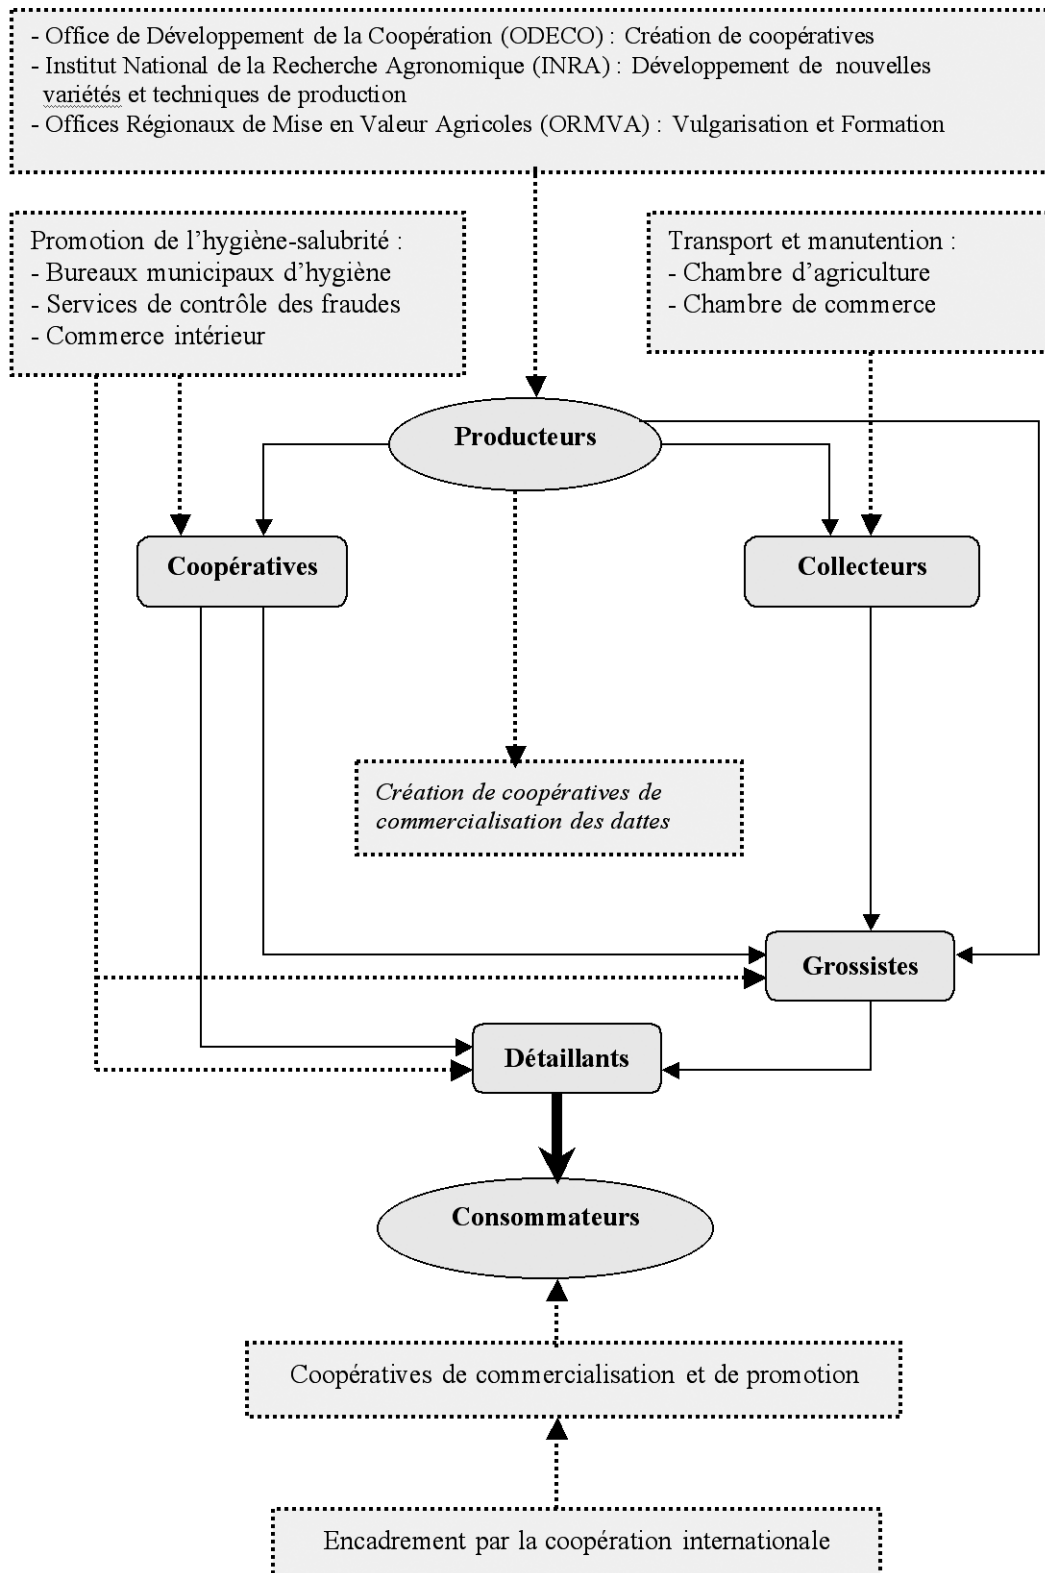 - Office de Développement de la Coopération (ODECO) : Création de coopératives
- Institut National de la Recherche Agronomique (INRA) : Développement de nouvelles
variétés et techniques de production
- Offices Régionaux de Mise en Valeur Agricoles (ORMVA) : Vulgarisation et Formation
Promotion de l’hygiène-salubrité :
- Bureaux municipaux d’hygiène
- Services de contrôle des fraudes
- Commerce intérieur
Transport et manutention :
- Chambre d’agriculture
- Chambre de commerce
Producteurs
Coopératives
Collecteurs
Création de coopératives de
commercialisation des dattes
Grossistes
Détaillants
Consommateurs
Coopératives de commercialisation et de promotion
Encadrement par la coopération internationale